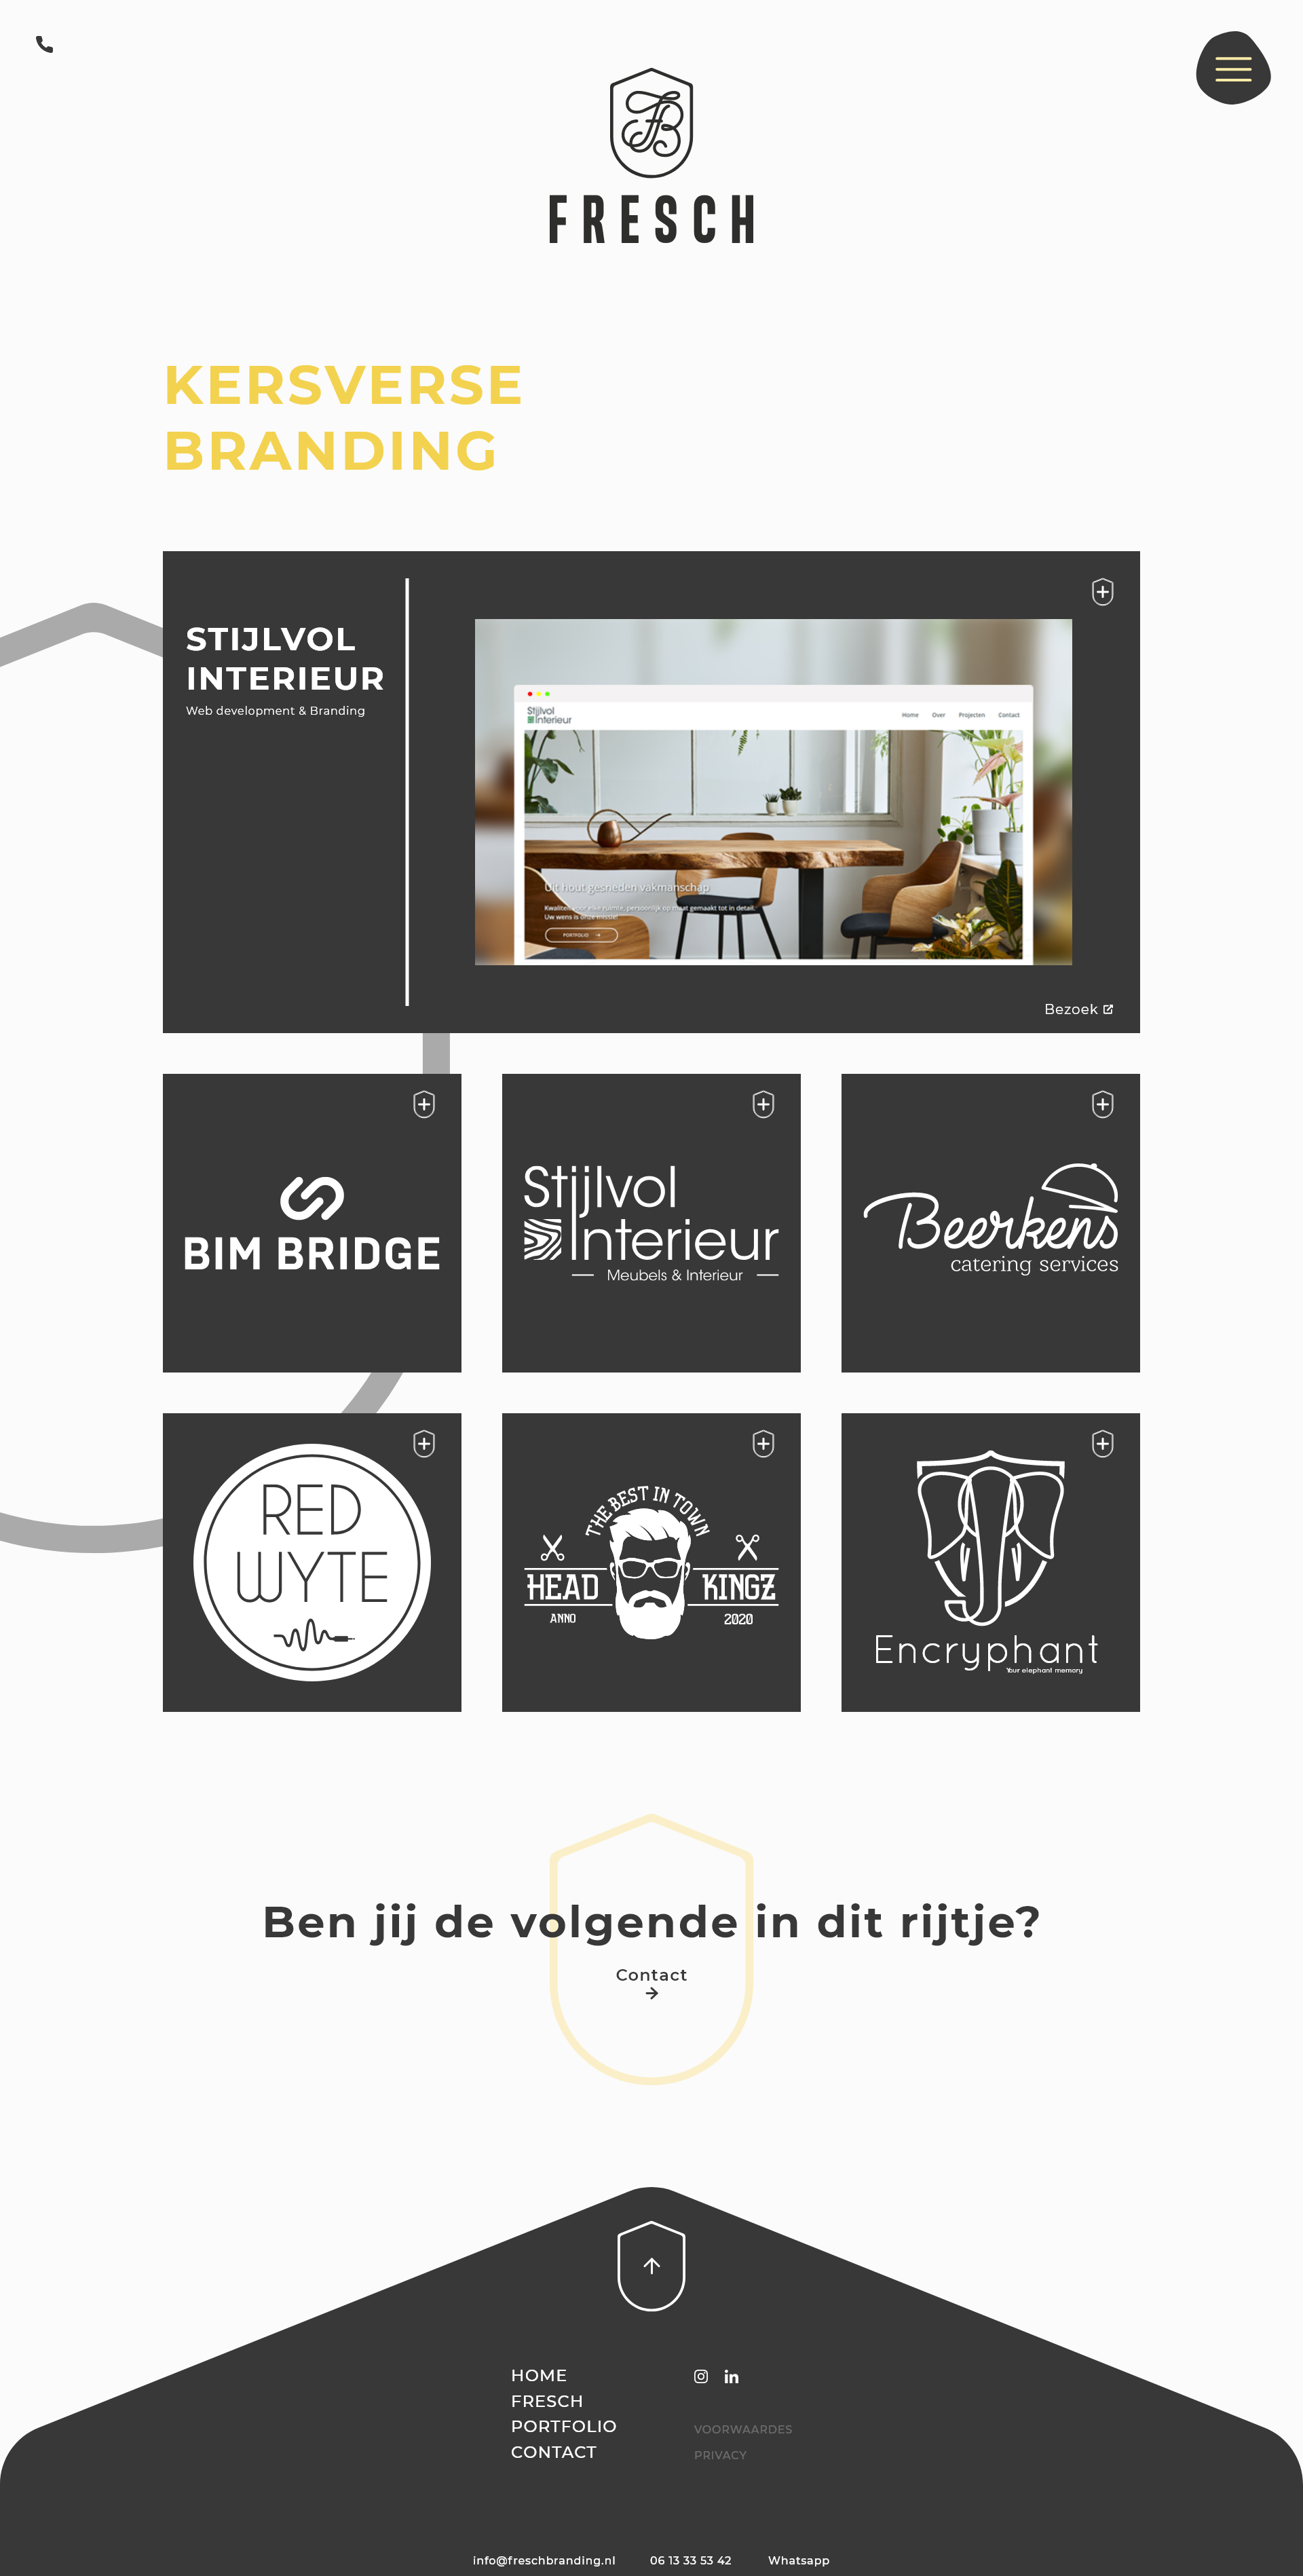 FRESCH
KERSVERSE
BRANDING
STIJLVOL
INTERIEUR
Web development & Branding
Stijlvol
Interieur
Home Over Projecten Contact
Uit hout gesneden vakmanschap
Kwaliteit voor elke ruimte, persoonlijk op maat gemaakt tot in detail.
Uw wens is onze missie!
PORTFOLIO
Bezoek
BIM BRIDGE
Stijlvol
Interieur
Meubels & Interieur
Beerkens
catering services
RED
WYTE
THE BEST IN TOWN
HEAD KINGZ
ANNO 2020
Encryphant
Your elephant memory
Ben jij de volgende in dit rijtje?
Contact
HOME
FRESCH
PORTFOLIO
CONTACT
VOORWAARDES
PRIVACY
info@freschbranding.nl 06 13 33 53 42 Whatsapp